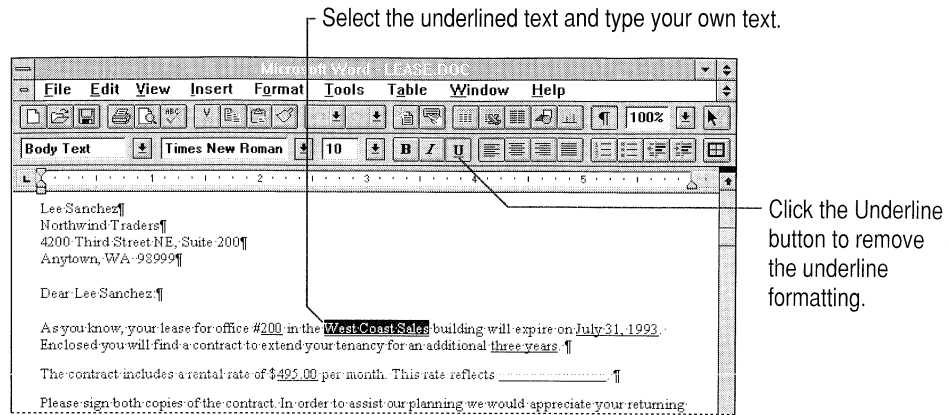 Select the underlined text and type your own text.
Microsoft Word - LEASE.DOC
File Edit View Insert Format Tools Table Window Help
100%
Body Text Times New Roman 10 B I U
1 2 3 4 5
Lee·Sanchez¶
Northwind·Traders¶
4200·Third·Street·NE,·Suite·200¶
Anytown,·WA··98999¶
Dear·Lee·Sanchez:¶
As·you·know,·your·lease·for·office·#200·in·the·West·Coast·Sales·building·will·expire·on·July·31,·1993.·
Enclosed·you·will·find·a·contract·to·extend·your·tenancy·for·an·additional·three·years.·¶
The·contract·includes·a·rental·rate·of·$495.00·per·month.·This·rate·reflects·____________________.·¶
Please·sign·both·copies·of·the·contract.·In·order·to·assist·our·planning·we·would·appreciate·your·returning·
Click the Underline
button to remove
the underline
formatting.